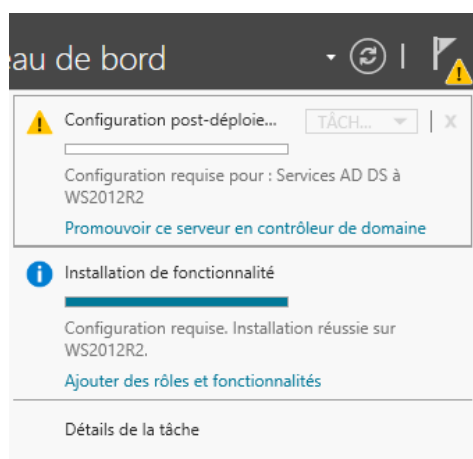 eau de bord
Configuration post-déploie...
TÂCH...
X
Configuration requise pour : Services AD DS à
WS2012R2
Promouvoir ce serveur en contrôleur de domaine
Installation de fonctionnalité
Configuration requise. Installation réussie sur
WS2012R2.
Ajouter des rôles et fonctionnalités
Détails de la tâche